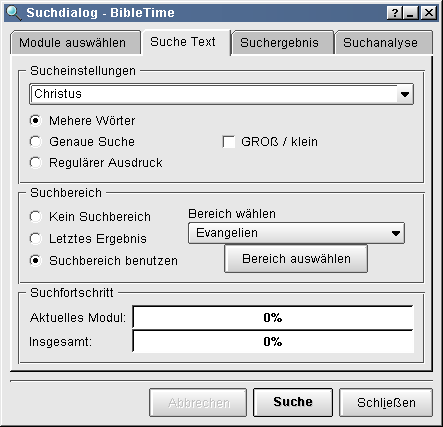 Suchdialog - BibleTime
Module auswählen Suche Text Suchergebnis Suchanalyse
Sucheinstellungen
Christus
Mehere Wörter
Genaue Suche GROß / klein
Regulärer Ausdruck
Suchbereich
Kein Suchbereich Bereich wählen
Letztes Ergebnis Evangelien
Suchbereich benutzen Bereich auswählen
Suchfortschritt
Aktuelles Modul: 0%
Insgesamt: 0%
Abbrechen Suche Schließen